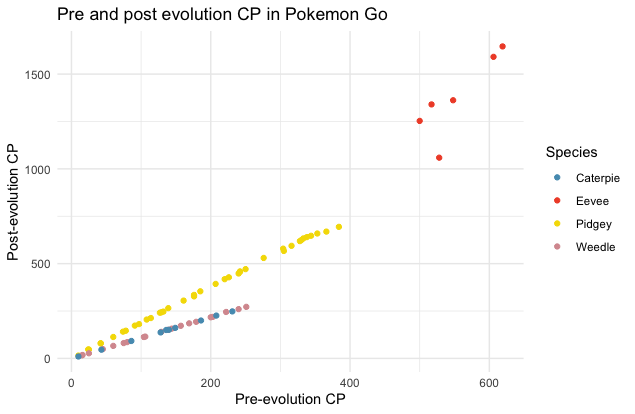 Pre and post evolution CP in Pokemon Go
1500
1000
500
0
Post-evolution CP
0 200 400 600
Pre-evolution CP
Species
Caterpie
Eevee
Pidgey
Weedle